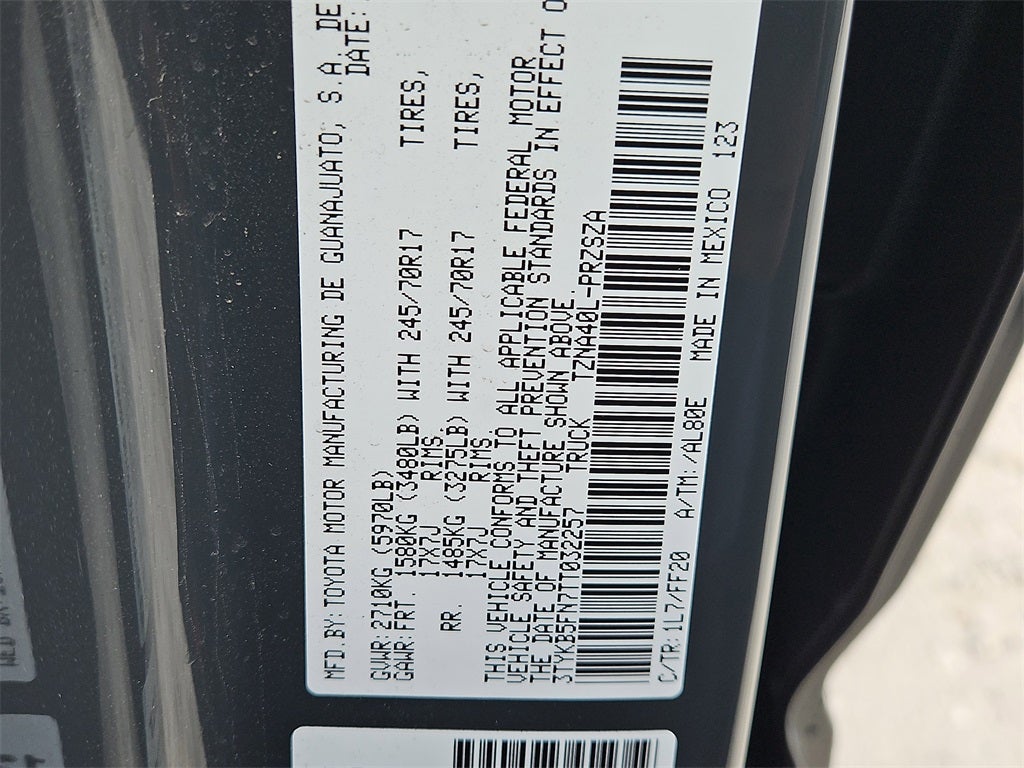 MFD BY: TOYOTA MOTOR MANUFACTURING DE GUANAJUATO, S.A. DE
DATE:
GVWR: 2710KG (5970LB)
GAWR: FRT. 1580KG (3480LB) WITH 245/70R17 TIRES,
17X7J RIMS.
RR. 1485KG (3275LB) WITH 245/70R17 TIRES,
17X7J RIMS.
THIS VEHICLE CONFORMS TO ALL APPLICABLE FEDERAL MOTOR
VEHICLE SAFETY AND THEFT PREVENTION STANDARDS IN EFFECT O
THE DATE OF MANUFACTURE SHOWN ABOVE.
3TYKB5FN7TT032257 TRUCK TZNA40L-PRZSZA
C/TR: 1L7/FF20 A/TM: /AL80E MADE IN MEXICO 123